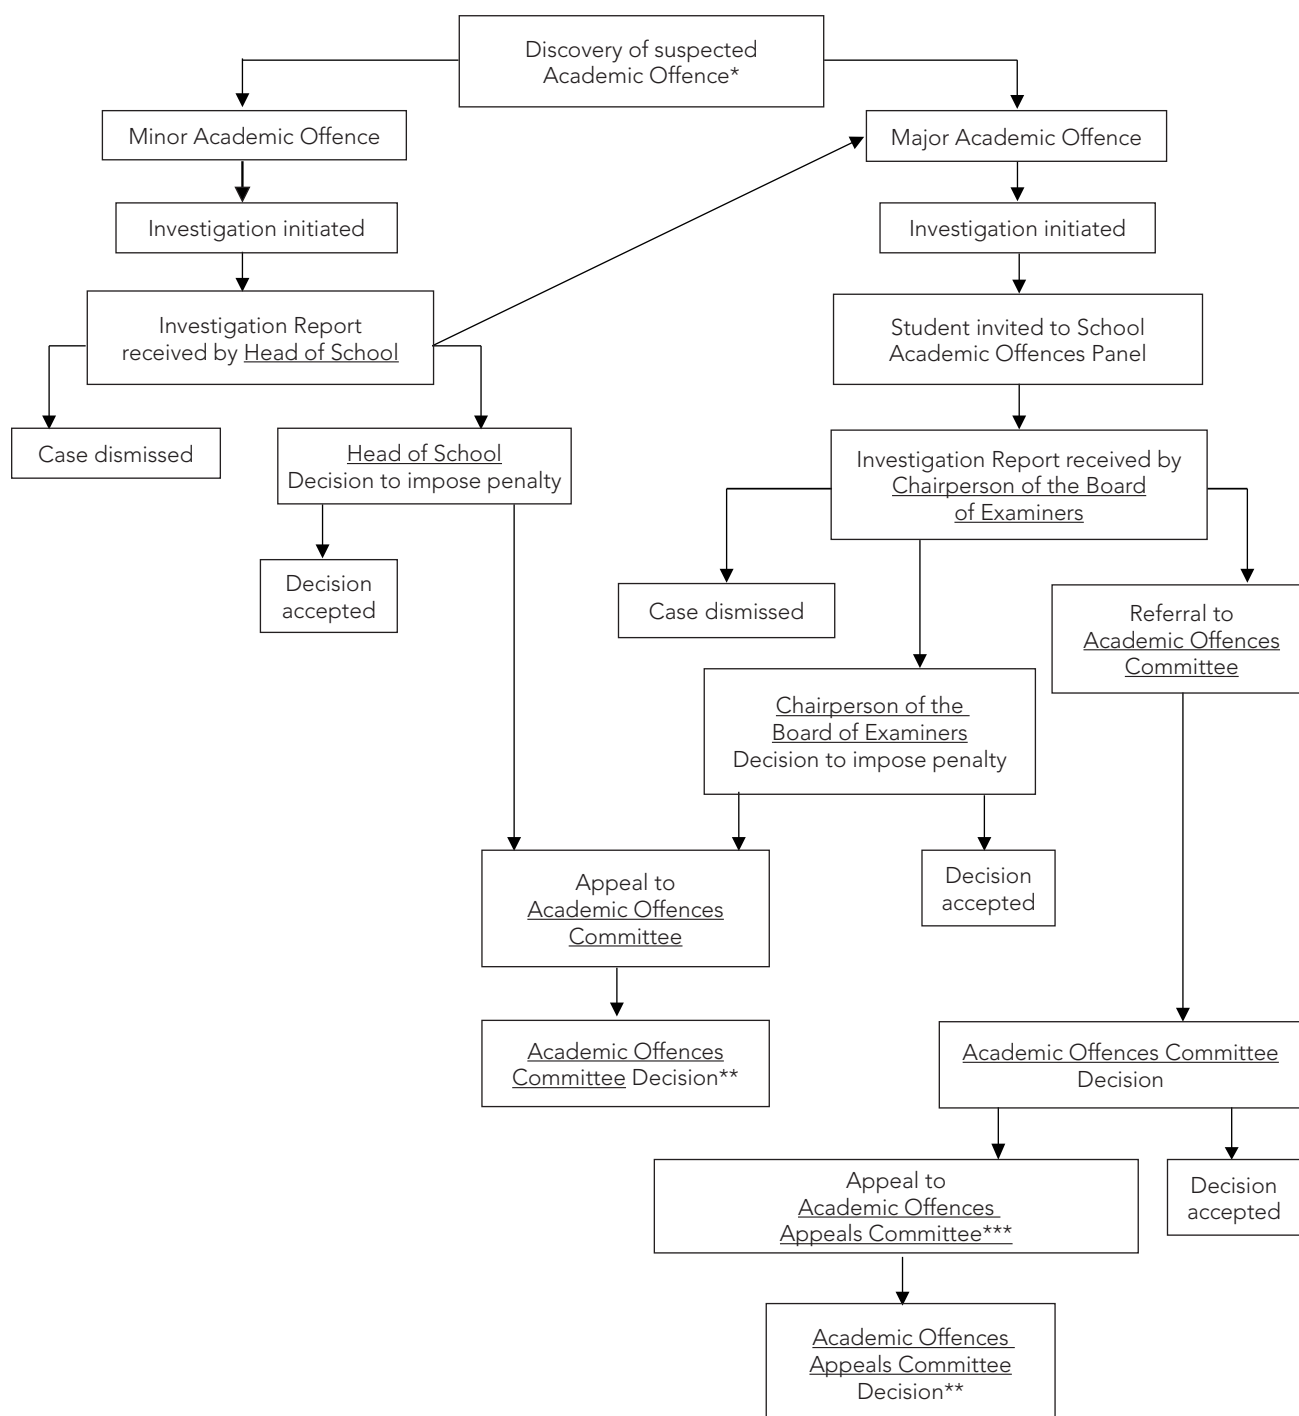 Discovery of suspected
Academic Offence*
Minor Academic Offence
Major Academic Offence
Investigation initiated
Investigation initiated
Investigation Report
received by Head of School
Student invited to School
Academic Offences Panel
Case dismissed
Head of School
Decision to impose penalty
Investigation Report received by
Chairperson of the Board
of Examiners
Decision
accepted
Case dismissed
Referral to
Academic Offences
Committee
Chairperson of the
Board of Examiners
Decision to impose penalty
Appeal to
Academic Offences
Committee
Decision
accepted
Academic Offences
Committee Decision**
Academic Offences Committee
Decision
Appeal to
Academic Offences
Appeals Committee***
Decision
accepted
Academic Offences
Appeals Committee
Decision**